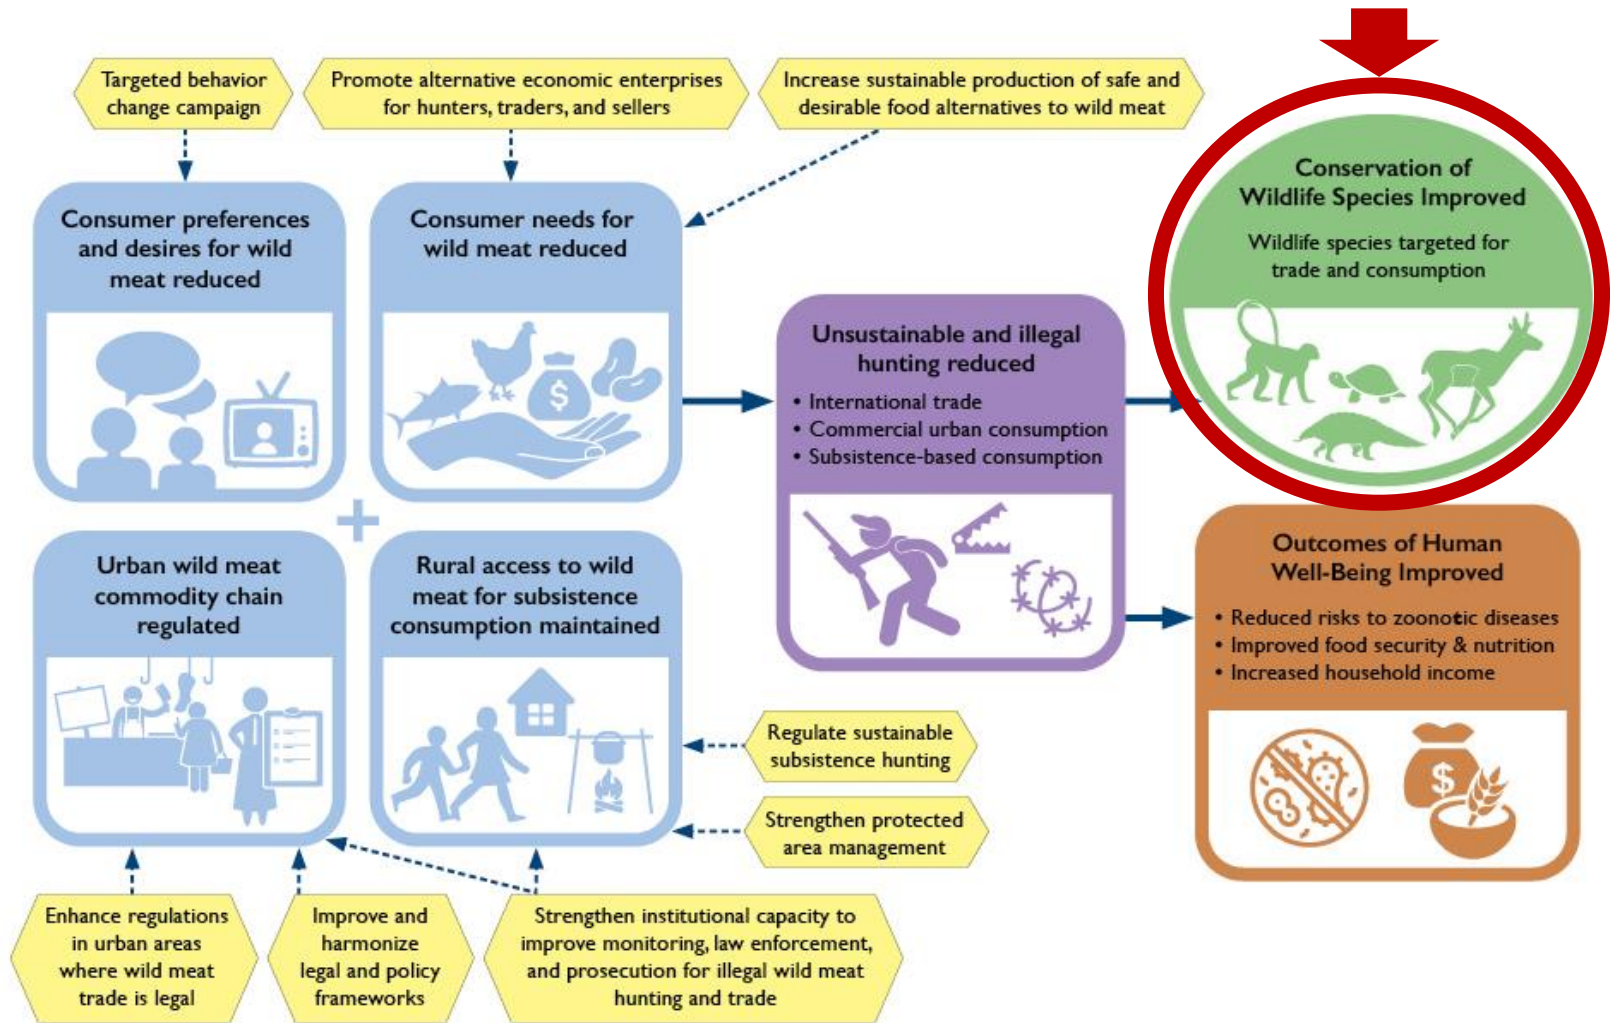 Targeted behavior
change campaign
Promote alternative economic enterprises
for hunters, traders, and sellers
Increase sustainable production of safe and
desirable food alternatives to wild meat
Consumer preferences
and desires for wild
meat reduced
Consumer needs for
wild meat reduced
$
Conservation of
Wildlife Species Improved
Wildlife species targeted for
trade and consumption
Unsustainable and illegal
hunting reduced
• International trade
• Commercial urban consumption
• Subsistence-based consumption
+
Urban wild meat
commodity chain
regulated
Rural access to wild
meat for subsistence
consumption maintained
Outcomes of Human
Well-Being Improved
• Reduced risks to zoonotic diseases
• Improved food security & nutrition
• Increased household income
$
Regulate sustainable
subsistence hunting
Strengthen protected
area management
Enhance regulations
in urban areas
where wild meat
trade is legal
Improve and
harmonize
legal and policy
frameworks
Strengthen institutional capacity to
improve monitoring, law enforcement,
and prosecution for illegal wild meat
hunting and trade